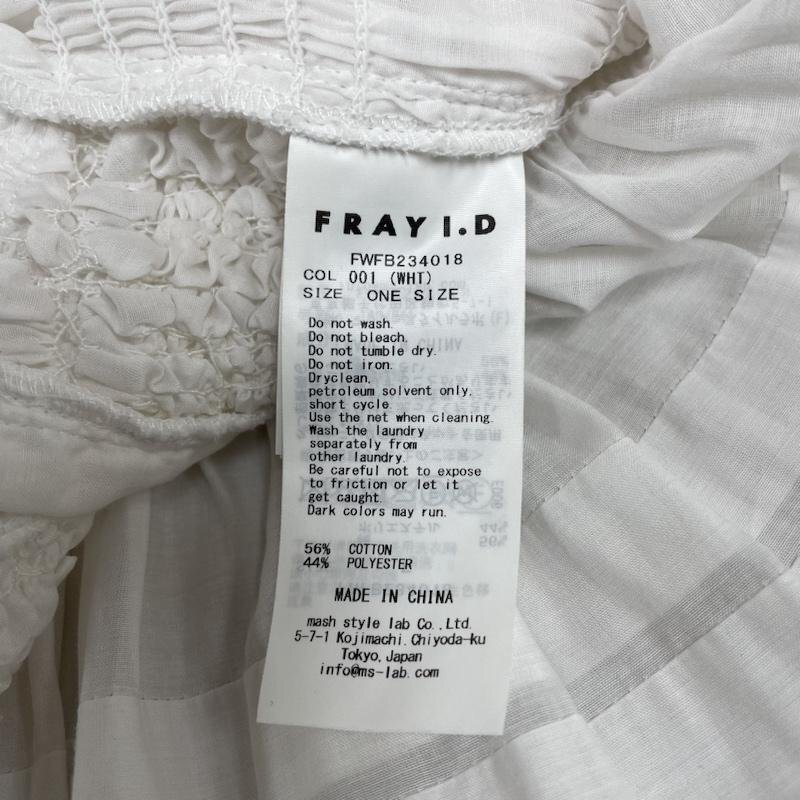 FRAY I.D
FWFB234018
COL 001 (WHT)
SIZE ONE SIZE
Do not wash.
Do not bleach.
Do not tumble dry.
Do not iron.
Dryclean,
petroleum solvent only,
short cycle
Use the net when cleaning.
Wash the laundry
separately from
other laundry.
Be careful not to expose
to friction or let it
get caught.
Dark colors may run.
56% COTTON
44% POLYESTER
MADE IN CHINA
mash style lab Co.,Ltd.
5-7-1 Kojimachi.Chiyoda-ku
Tokyo,Japan
info@ms-lab.com